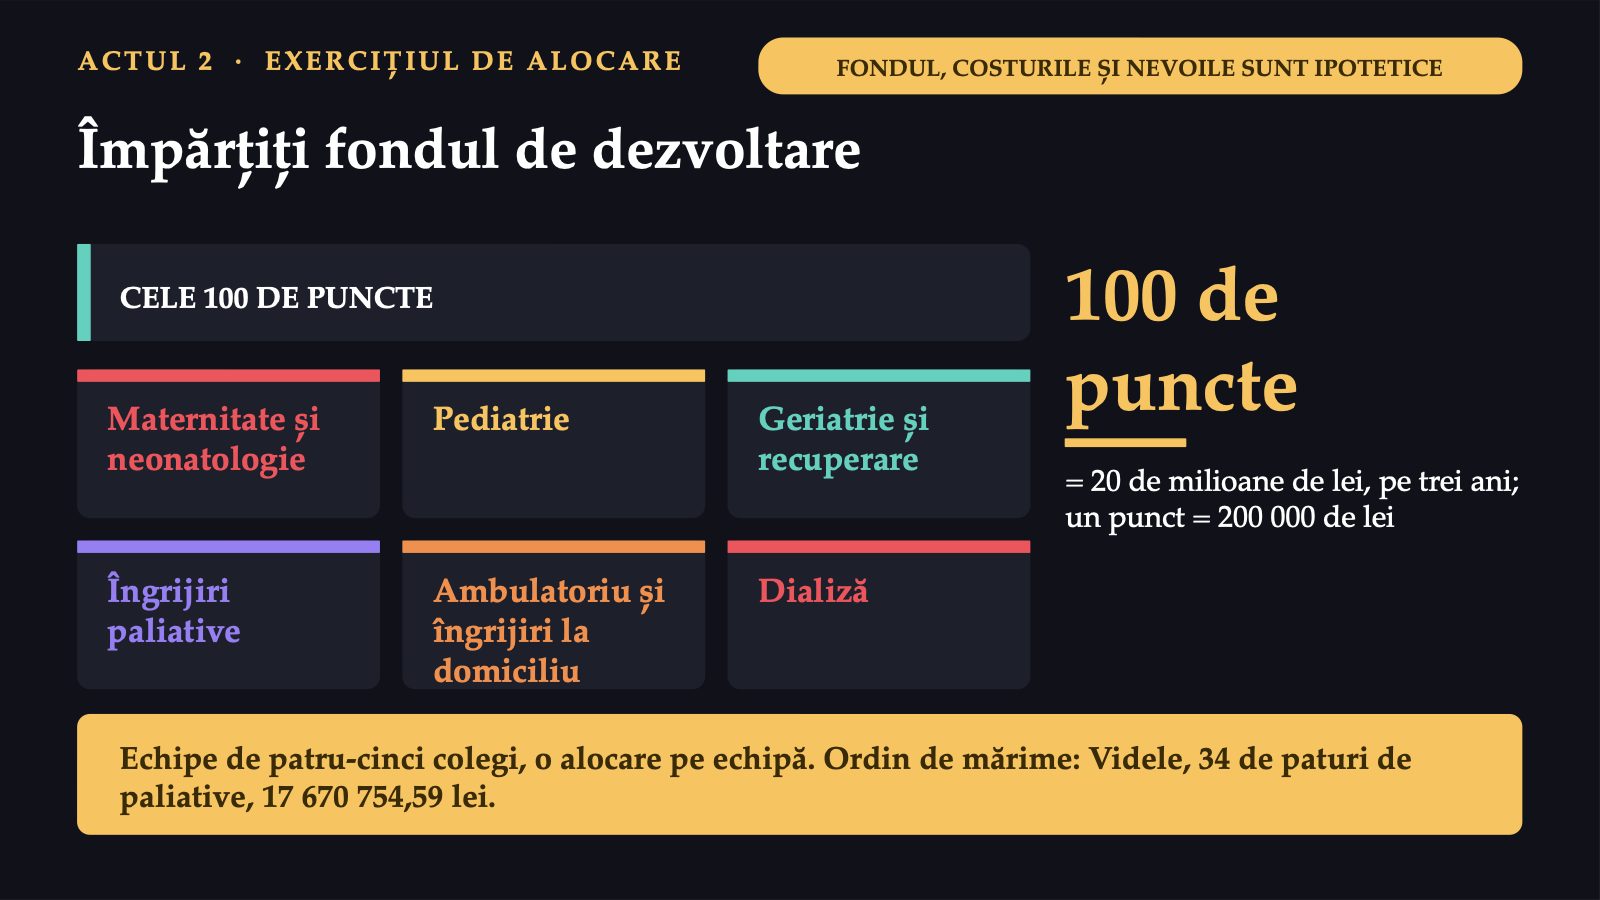 ACTUL 2 · EXERCIȚIUL DE ALOCARE
FONDUL, COSTURILE ȘI NEVOILE SUNT IPOTETICE
Împărțiți fondul de dezvoltare
CELE 100 DE PUNCTE
100 de
puncte
= 20 de milioane de lei, pe trei ani;
un punct = 200 000 de lei
Maternitate și
neonatologie
Pediatrie
Geriatrie și
recuperare
Îngrijiri
paliative
Ambulatoriu și
îngrijiri la
domiciliu
Dializă
Echipe de patru-cinci colegi, o alocare pe echipă. Ordin de mărime: Videle, 34 de paturi de
paliative, 17 670 754,59 lei.